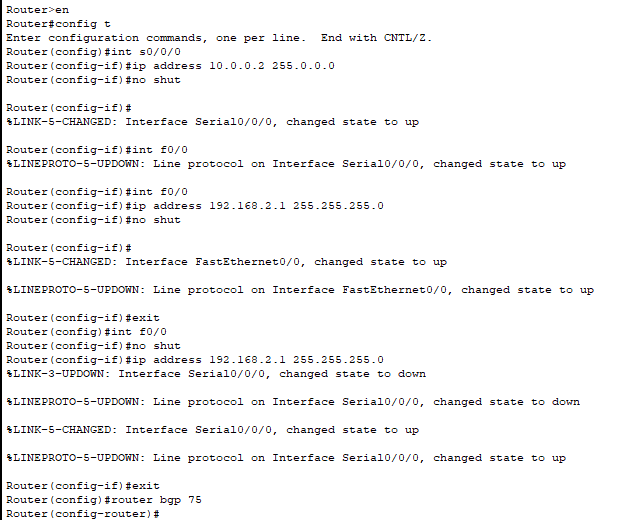 Router>en
Router#config t
Enter configuration commands, one per line.  End with CNTL/Z.
Router(config)#int s0/0/0
Router(config-if)#ip address 10.0.0.2 255.0.0.0
Router(config-if)#no shut
Router(config-if)#
%LINK-5-CHANGED: Interface Serial0/0/0, changed state to up
Router(config-if)#int f0/0
%LINEPROTO-5-UPDOWN: Line protocol on Interface Serial0/0/0, changed state to up
Router(config-if)#int f0/0
Router(config-if)#ip address 192.168.2.1 255.255.255.0
Router(config-if)#no shut
Router(config-if)#
%LINK-5-CHANGED: Interface FastEthernet0/0, changed state to up
%LINEPROTO-5-UPDOWN: Line protocol on Interface FastEthernet0/0, changed state to up
Router(config-if)#exit
Router(config)#int f0/0
Router(config-if)#no shut
Router(config-if)#ip address 192.168.2.1 255.255.255.0
%LINK-3-UPDOWN: Interface Serial0/0/0, changed state to down
%LINEPROTO-5-UPDOWN: Line protocol on Interface Serial0/0/0, changed state to down
%LINK-5-CHANGED: Interface Serial0/0/0, changed state to up
%LINEPROTO-5-UPDOWN: Line protocol on Interface Serial0/0/0, changed state to up
Router(config-if)#exit
Router(config)#router bgp 75
Router(config-router)#